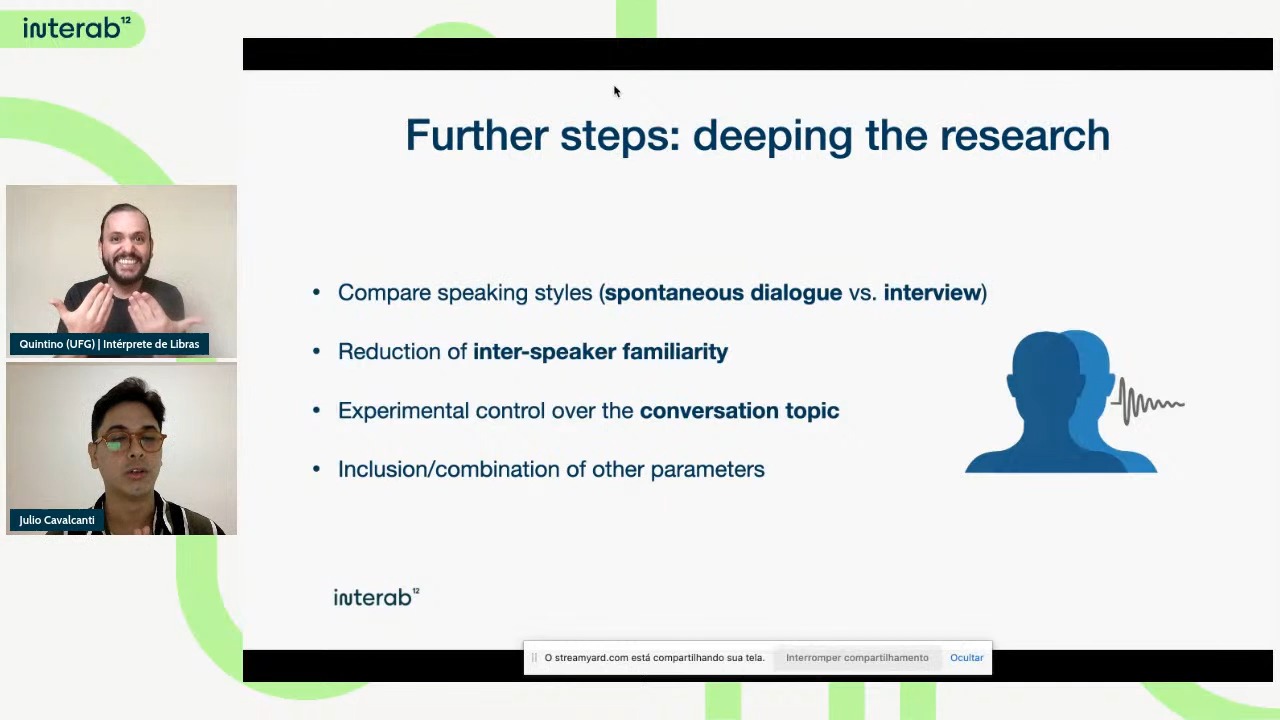 interab¹²
Further steps: deeping the research
• Compare speaking styles (spontaneous dialogue vs. interview)
• Reduction of inter-speaker familiarity
• Experimental control over the conversation topic
• Inclusion/combination of other parameters
Quintino (UFG) | Intérprete de Libras
Julio Cavalcanti
interab¹²
O streamyard.com está compartilhando sua tela.
Interromper compartilhamento
Ocultar